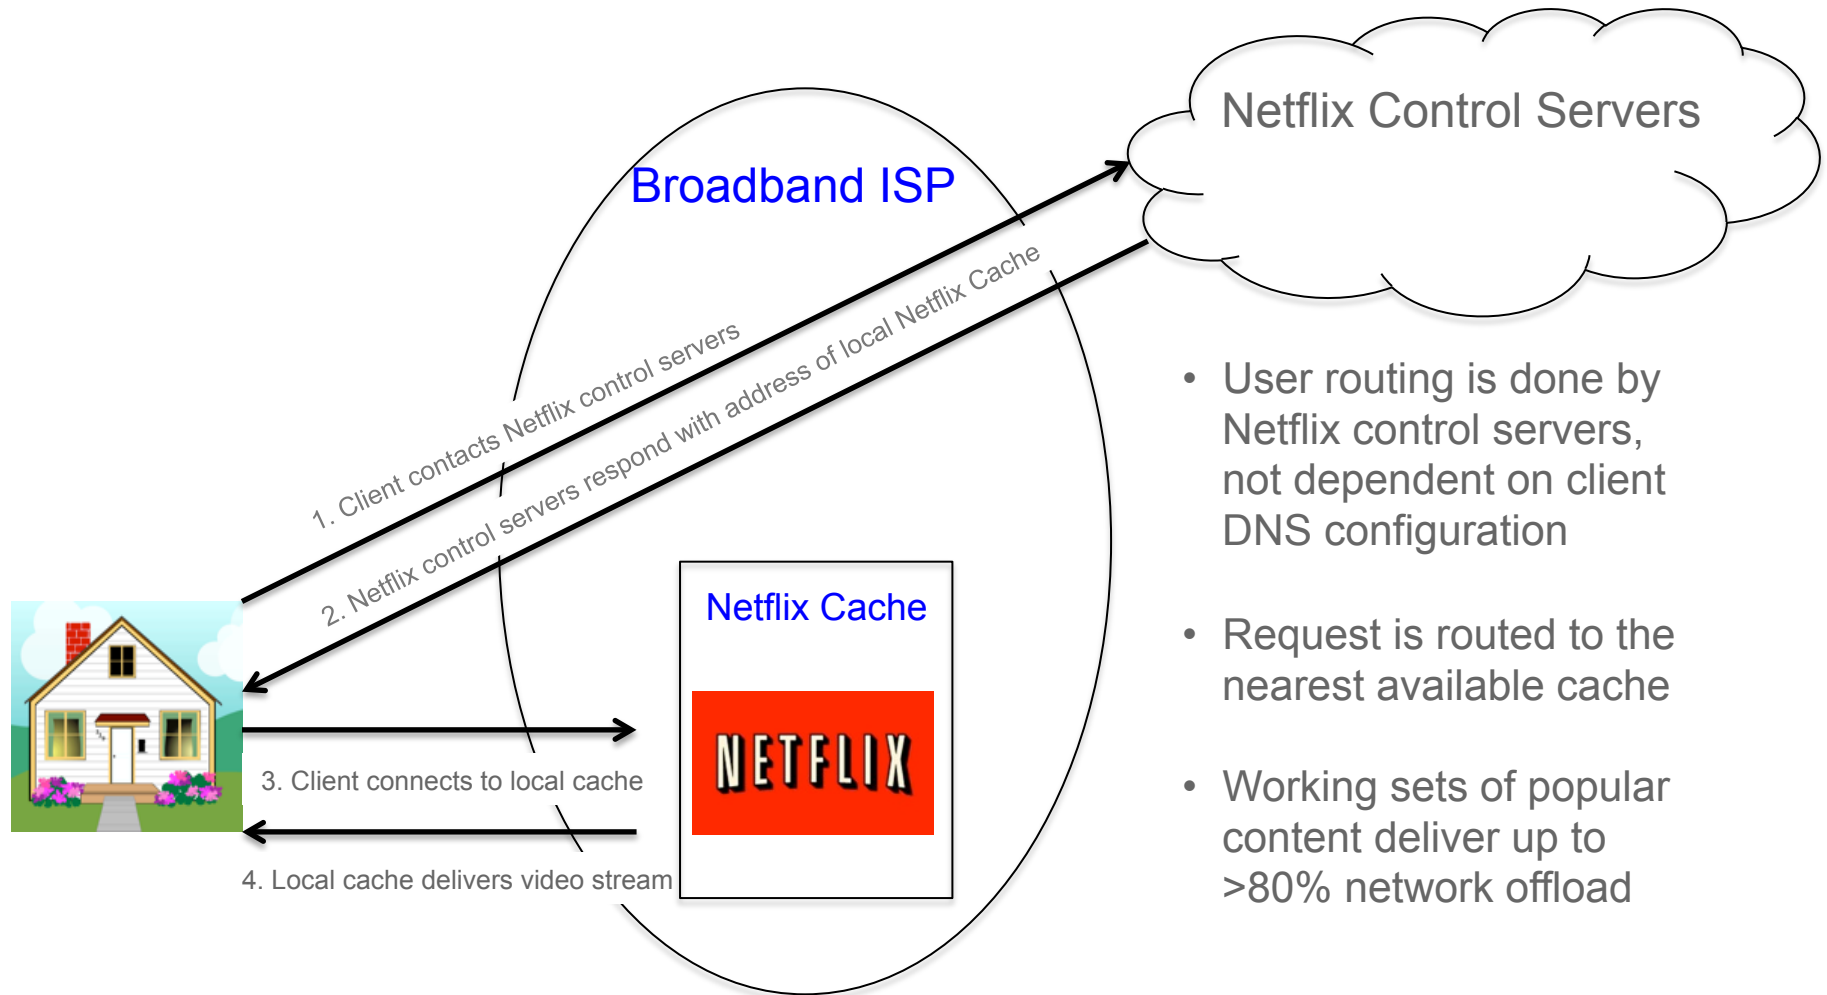 Netflix Control Servers
Broadband ISP
1. Client contacts Netflix control servers
2. Netflix control servers respond with address of local Netflix Cache
Netflix Cache
NETFLIX
3. Client connects to local cache
4. Local cache delivers video stream
• User routing is done by
Netflix control servers,
not dependent on client
DNS configuration
• Request is routed to the
nearest available cache
• Working sets of popular
content deliver up to
>80% network offload